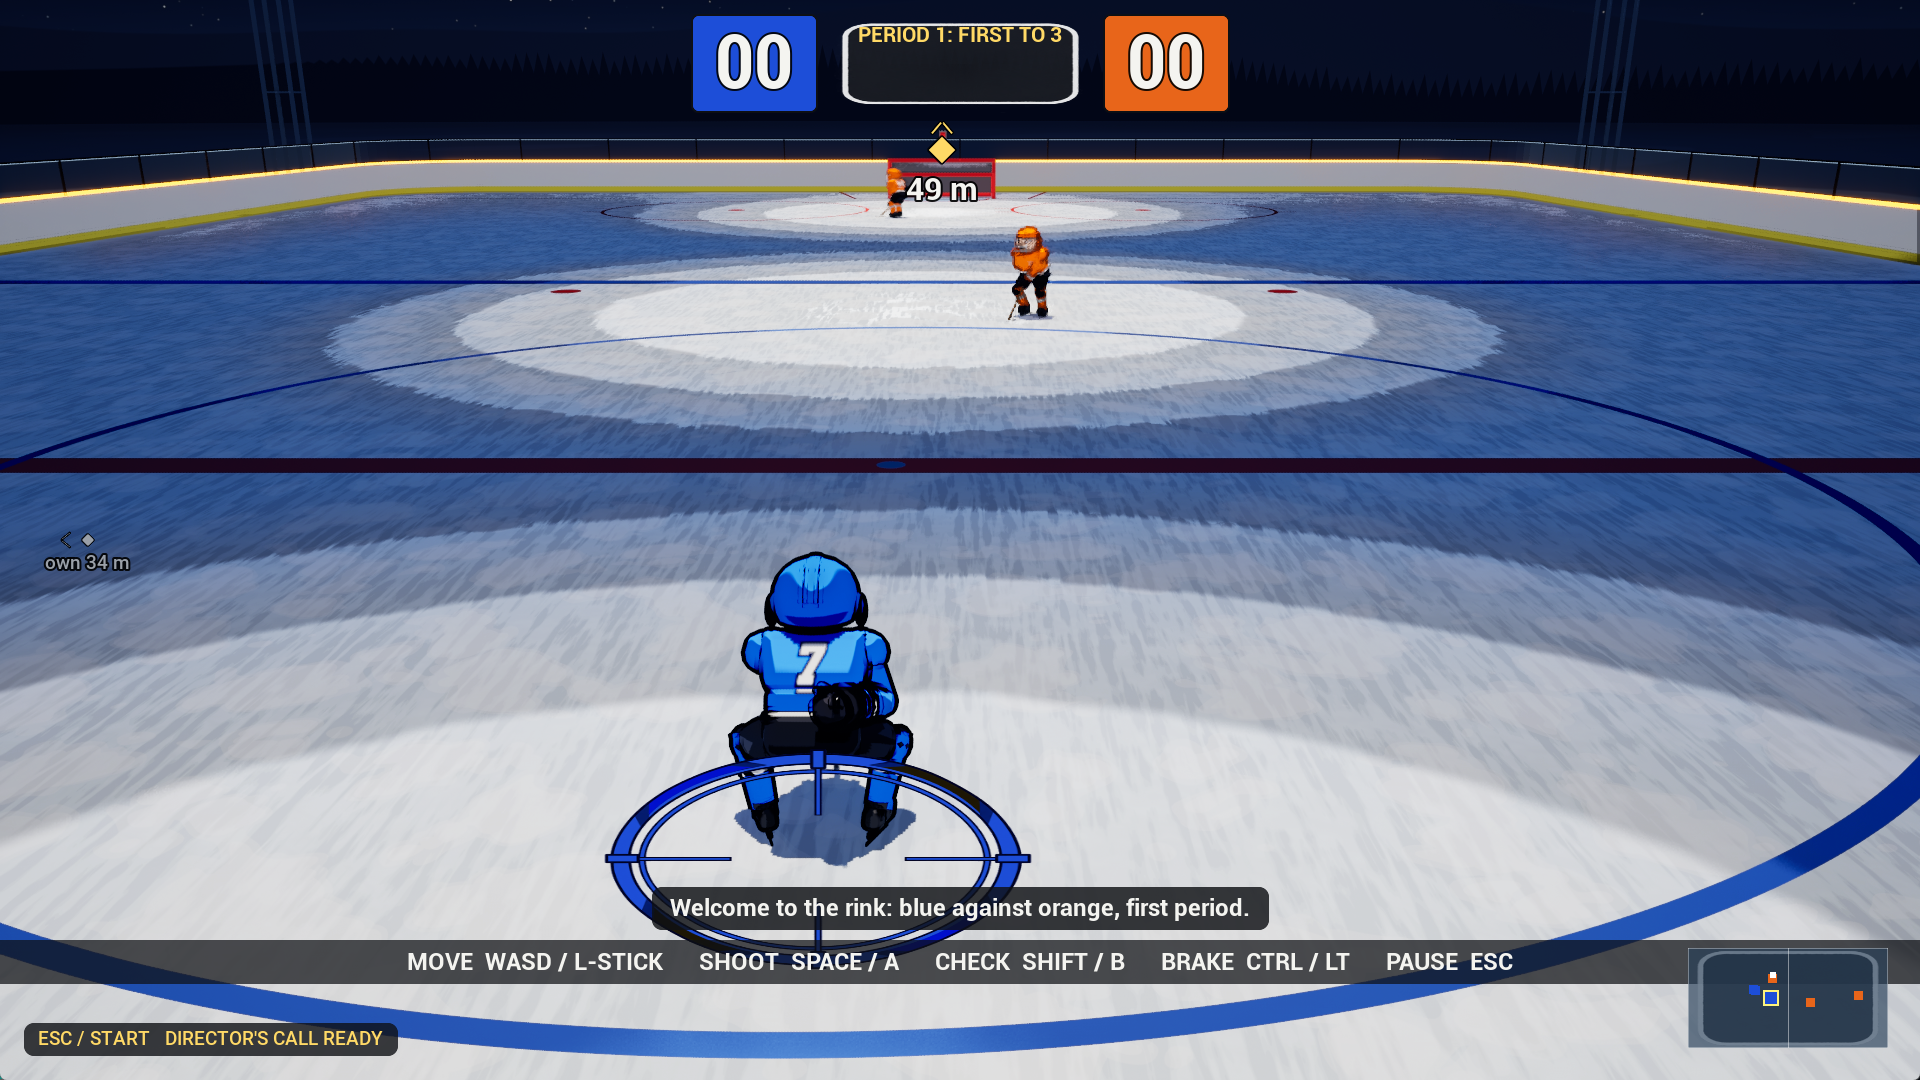 00
PERIOD 1: FIRST TO 3
00
49 m
own 34 m
7
Welcome to the rink: blue against orange, first period.
MOVE WASD / L-STICK SHOOT SPACE / A CHECK SHIFT / B BRAKE CTRL / LT PAUSE ESC
ESC / START DIRECTOR'S CALL READY